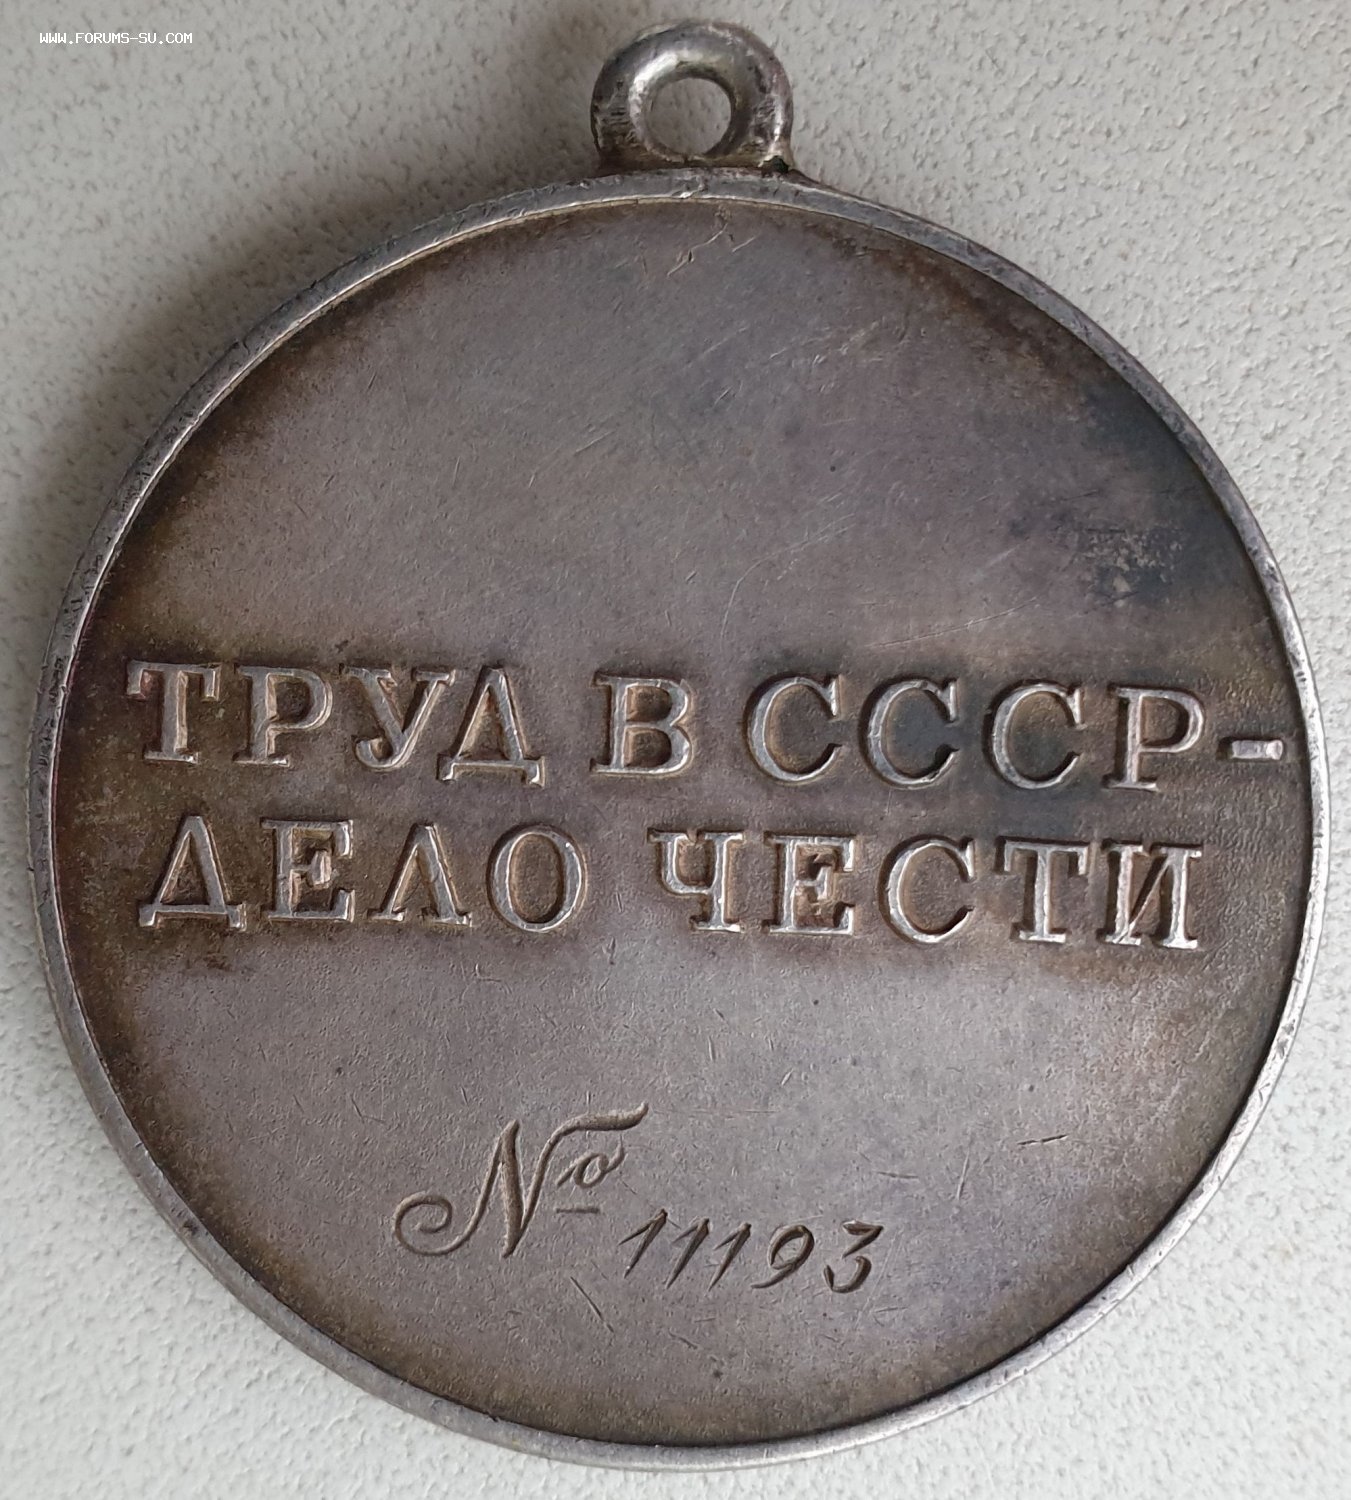 WWW.FORUMS-SU.COM
ТРУД В СССР-
ДЕЛО ЧЕСТИ
№ 11193